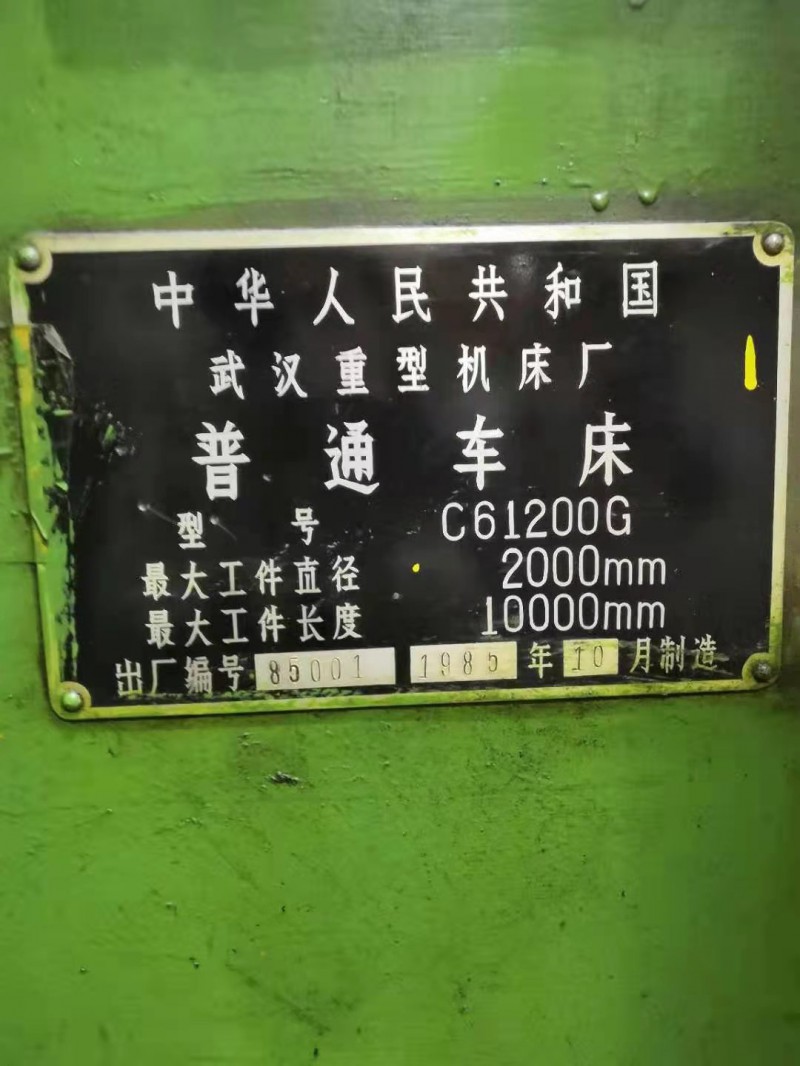 中华人民共和国
武汉重型机床厂
普通车床
型号 C61200G
最大工件直径 2000mm
最大工件长度 10000mm
出厂编号 85001 1985 年 10 月制造